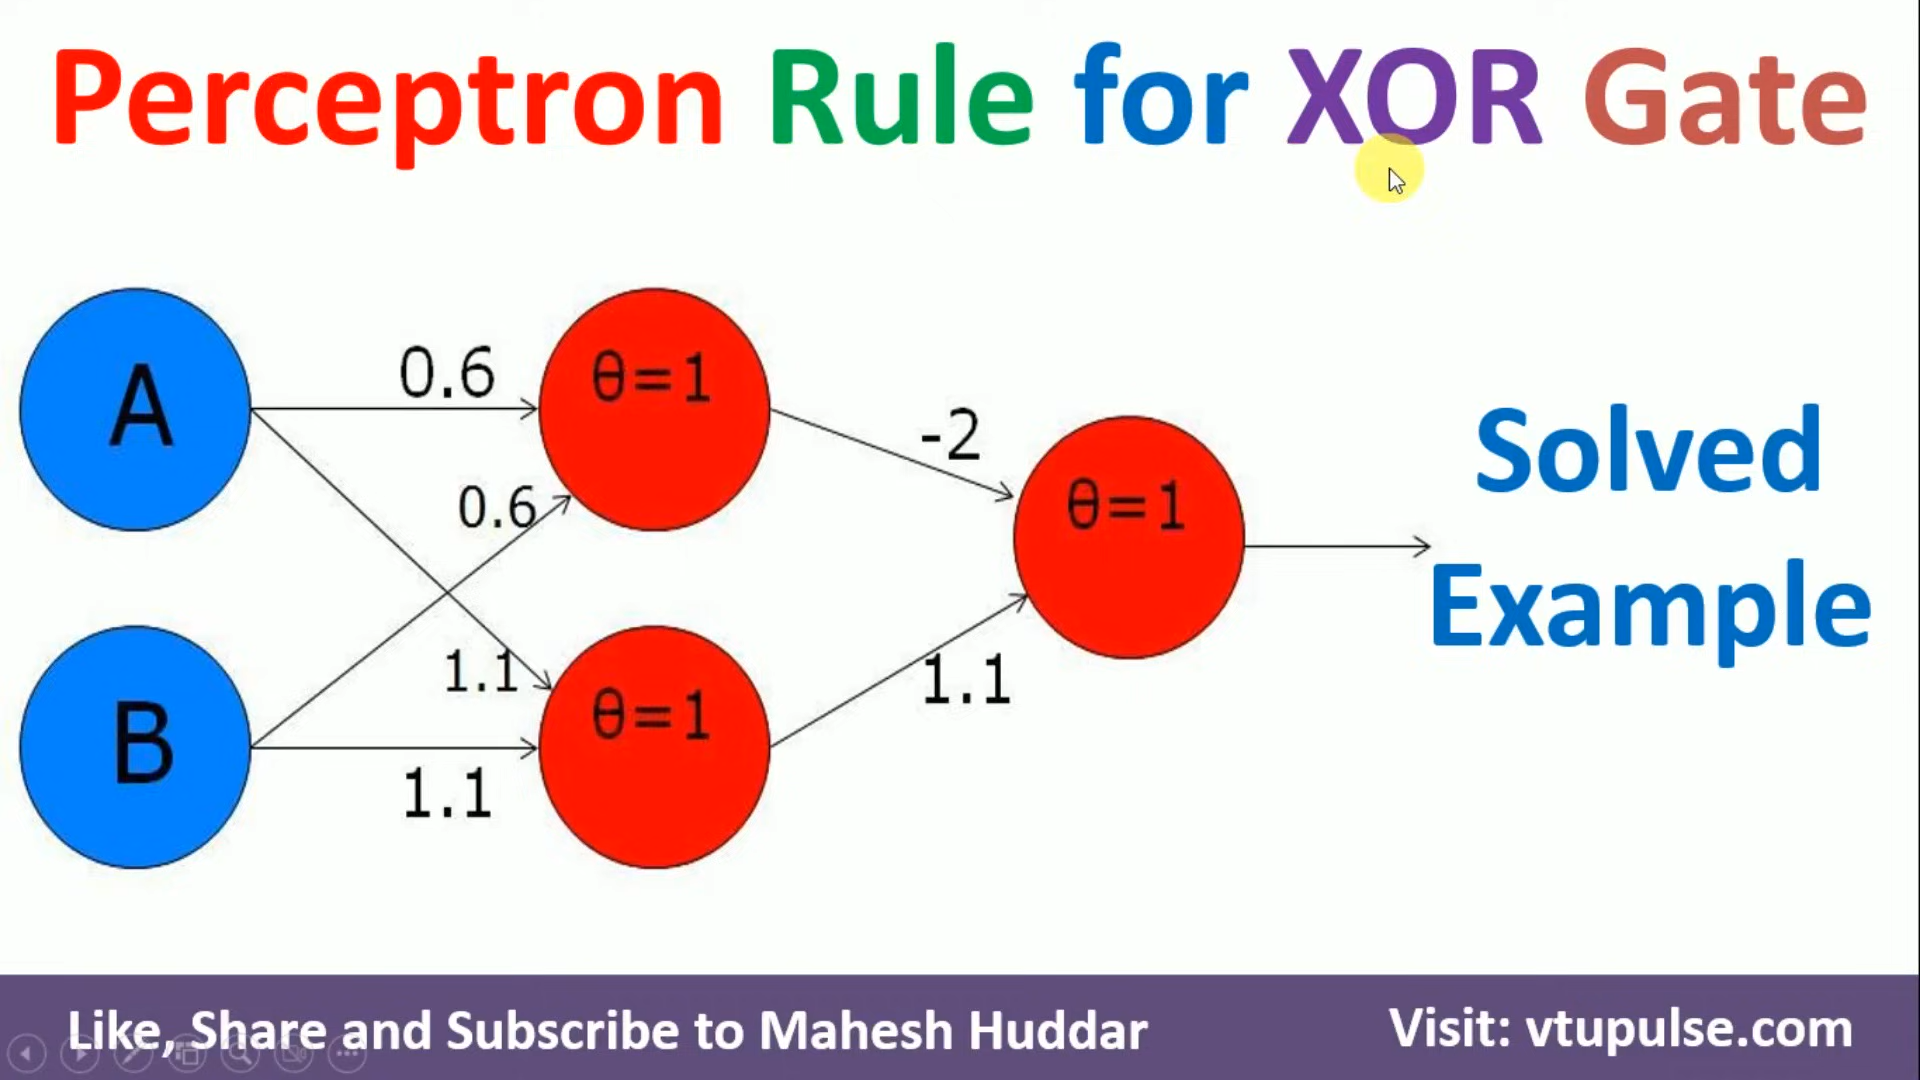 Perceptron Rule for XOR Gate
A
0.6
θ=1
-2
0.6
θ=1
Solved
Example
B
1.1
θ=1
1.1
1.1
Like, Share and Subscribe to Mahesh Huddar
Visit: vtupulse.com